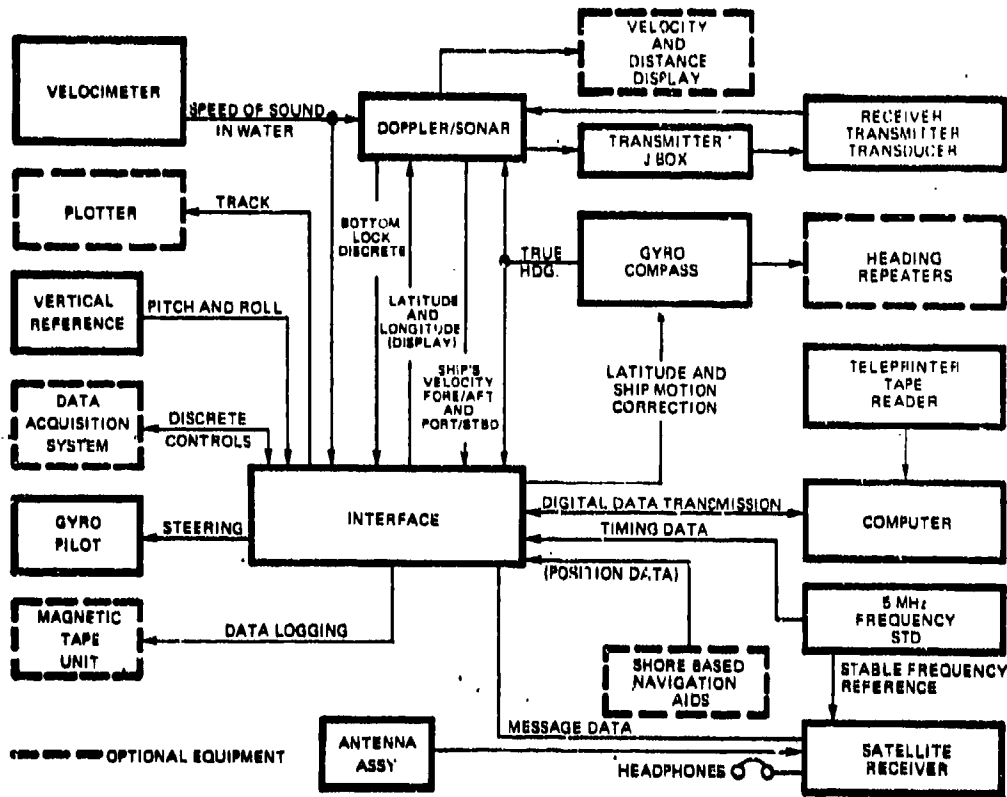 VELOCITY
AND
DISTANCE
DISPLAY
VELOCIMETER
SPEED OF SOUND
IN WATER
DOPPLER/SONAR
TRANSMITTER
J BOX
RECEIVER
TRANSMITTER
TRANSDUCER
PLOTTER
TRACK
BOTTOM
LOCK
DISCRETE
TRUE
HDG.
GYRO
COMPASS
HEADING
REPEATERS
VERTICAL
REFERENCE
PITCH AND ROLL
LATITUDE
AND
LONGITUDE
(DISPLAY)
SHIP'S
VELOCITY
FORE/AFT
AND
PORT/STBD
LATITUDE AND
SHIP MOTION
CORRECTION
TELEPRINTER
TAPE
READER
DATA
ACQUISITION
SYSTEM
DISCRETE
CONTROLS
INTERFACE
DIGITAL DATA TRANSMISSION
COMPUTER
TIMING DATA
GYRO
PILOT
STEERING
(POSITION DATA)
5 MHz
FREQUENCY
STD
MAGNETIC
TAPE
UNIT
DATA LOGGING
SHORE BASED
NAVIGATION
AIDS
STABLE FREQUENCY
REFERENCE
MESSAGE DATA
OPTIONAL EQUIPMENT
ANTENNA
ASSY
HEADPHONES
SATELLITE
RECEIVER